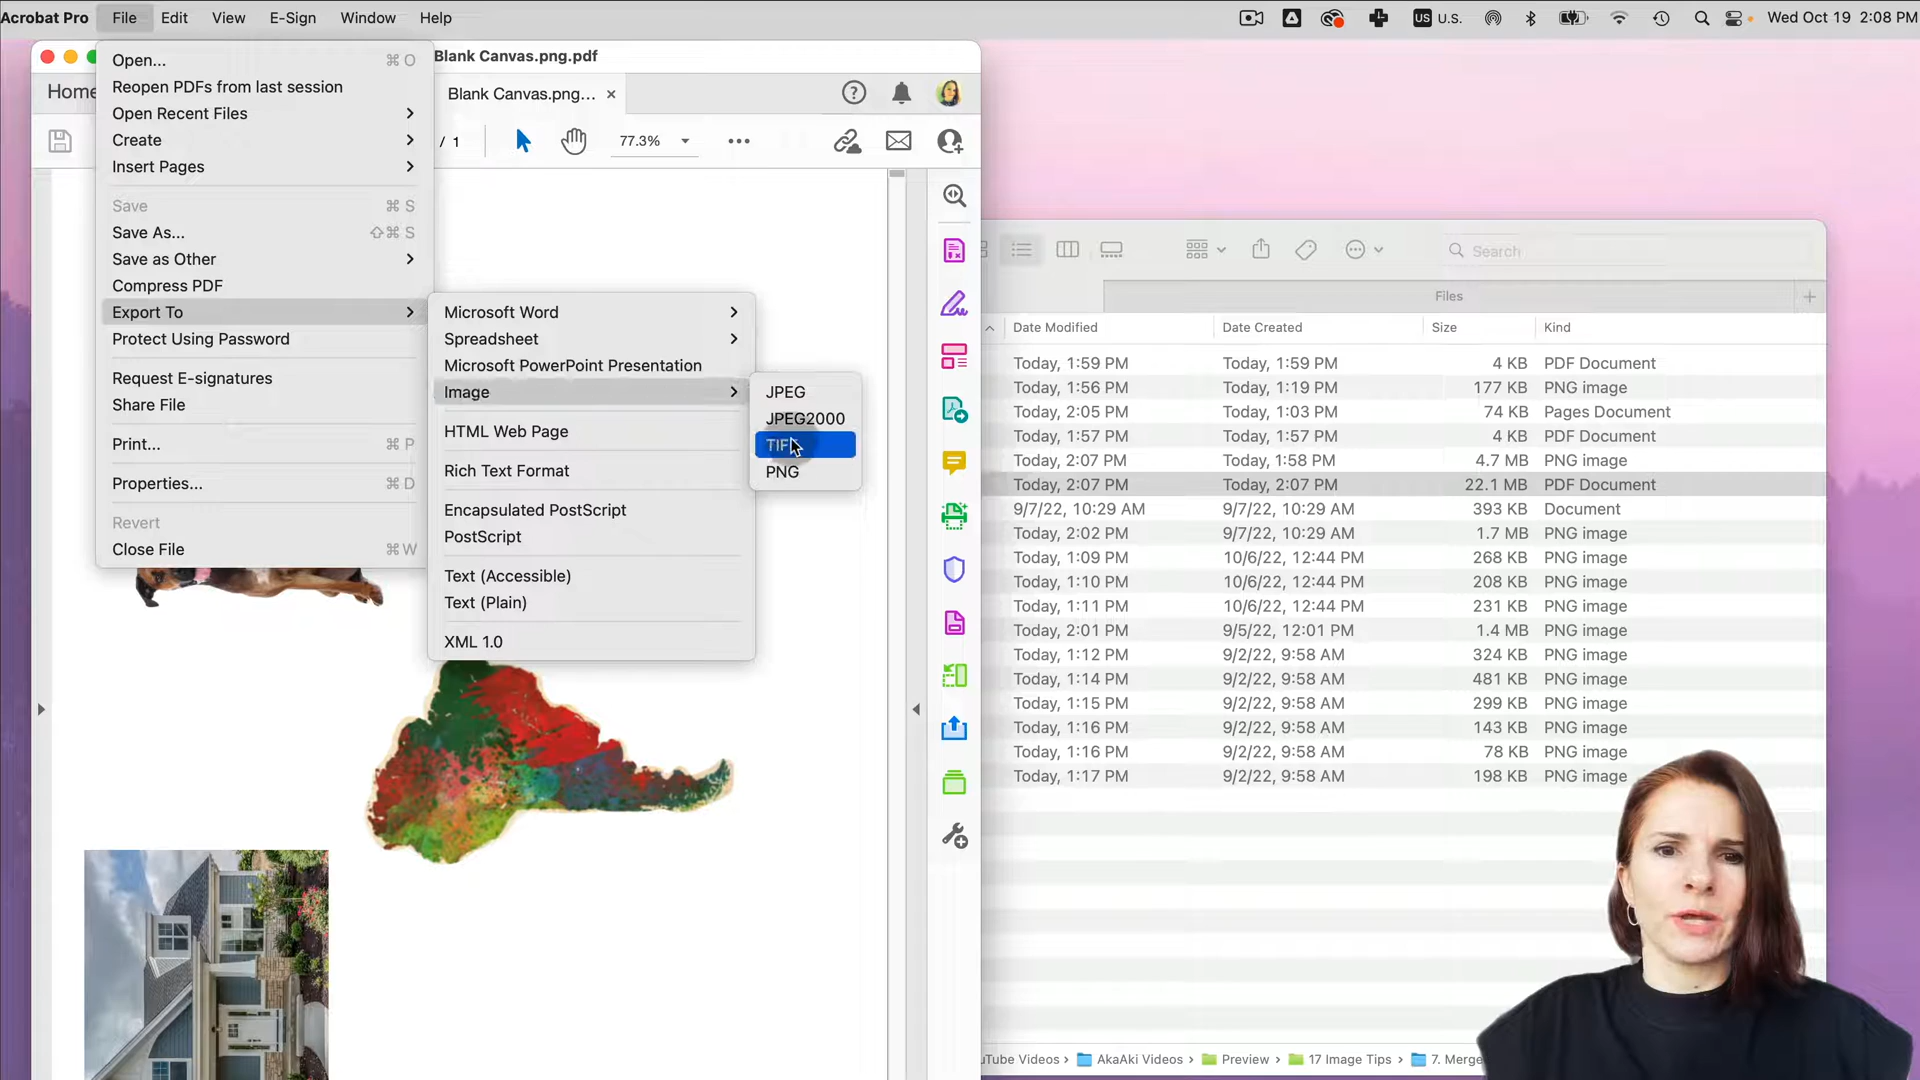 Acrobat Pro File Edit View E-Sign Window Help
US U.S. Wed Oct 19 2:08 PM
Blank Canvas.png.pdf
Home Blank Canvas.png... ×
/ 1 77.3%
Open... ⌘ O
Reopen PDFs from last session
Open Recent Files
Create
Insert Pages
Save ⌘ S
Save As... ⇧⌘ S
Save as Other
Compress PDF
Export To
Protect Using Password
Request E-signatures
Share File
Print... ⌘ P
Properties... ⌘ D
Revert
Close File ⌘ W
Microsoft Word
Spreadsheet
Microsoft PowerPoint Presentation
Image
HTML Web Page
Rich Text Format
Encapsulated PostScript
PostScript
Text (Accessible)
Text (Plain)
XML 1.0
JPEG
JPEG2000
PNG
Search
Files
Date Modified Date Created Size Kind
Today, 1:59 PM Today, 1:59 PM 4 KB PDF Document
Today, 1:56 PM Today, 1:19 PM 177 KB PNG image
Today, 2:05 PM Today, 1:03 PM 74 KB Pages Document
Today, 1:57 PM Today, 1:57 PM 4 KB PDF Document
Today, 2:07 PM Today, 1:58 PM 4.7 MB PNG image
Today, 2:07 PM Today, 2:07 PM 22.1 MB PDF Document
9/7/22, 10:29 AM 9/7/22, 10:29 AM 393 KB Document
Today, 2:02 PM 9/7/22, 10:29 AM 1.7 MB PNG image
Today, 1:09 PM 10/6/22, 12:44 PM 268 KB PNG image
Today, 1:10 PM 10/6/22, 12:44 PM 208 KB PNG image
Today, 1:11 PM 10/6/22, 12:44 PM 231 KB PNG image
Today, 2:01 PM 9/5/22, 12:01 PM 1.4 MB PNG image
Today, 1:12 PM 9/2/22, 9:58 AM 324 KB PNG image
Today, 1:14 PM 9/2/22, 9:58 AM 481 KB PNG image
Today, 1:15 PM 9/2/22, 9:58 AM 299 KB PNG image
Today, 1:16 PM 9/2/22, 9:58 AM 143 KB PNG image
Today, 1:16 PM 9/2/22, 9:58 AM 78 KB PNG image
Today, 1:17 PM 9/2/22, 9:58 AM 198 KB PNG image
uTube Videos › AkaAki Videos › Preview › 17 Image Tips › 7. Merge